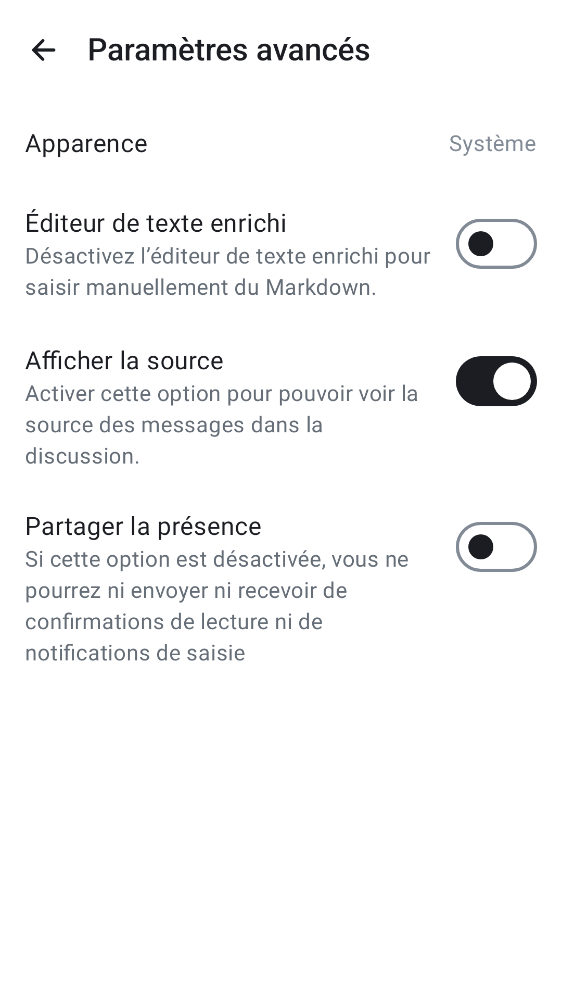 Paramètres avancés
Apparence
Système
Éditeur de texte enrichi
Désactivez l’éditeur de texte enrichi pour
saisir manuellement du Markdown.
Afficher la source
Activer cette option pour pouvoir voir la
source des messages dans la
discussion.
Partager la présence
Si cette option est désactivée, vous ne
pourrez ni envoyer ni recevoir de
confirmations de lecture ni de
notifications de saisie